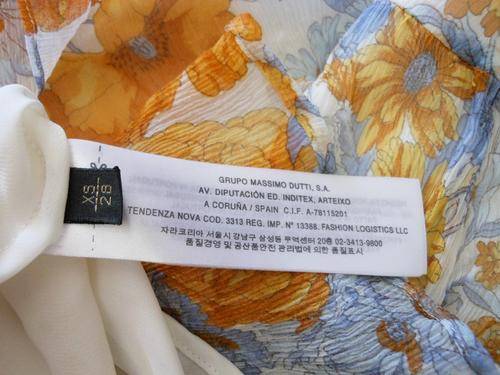 XS
26
GRUPO MASSIMO DUTTI, S.A.
AV. DIPUTACIÓN ED. INDITEX, ARTEIXO
A CORUÑA / SPAIN C.I.F. A-78115201
TENDENZA NOVA COD. 3313 REG. IMP. Nº 13388. FASHION LOGISTICS LLC
자라코리아 서울시 강남구 삼성동 무역센터 20층 02-3413-9800
품질경영 및 공산품안전 관리법에 의한 품질표시